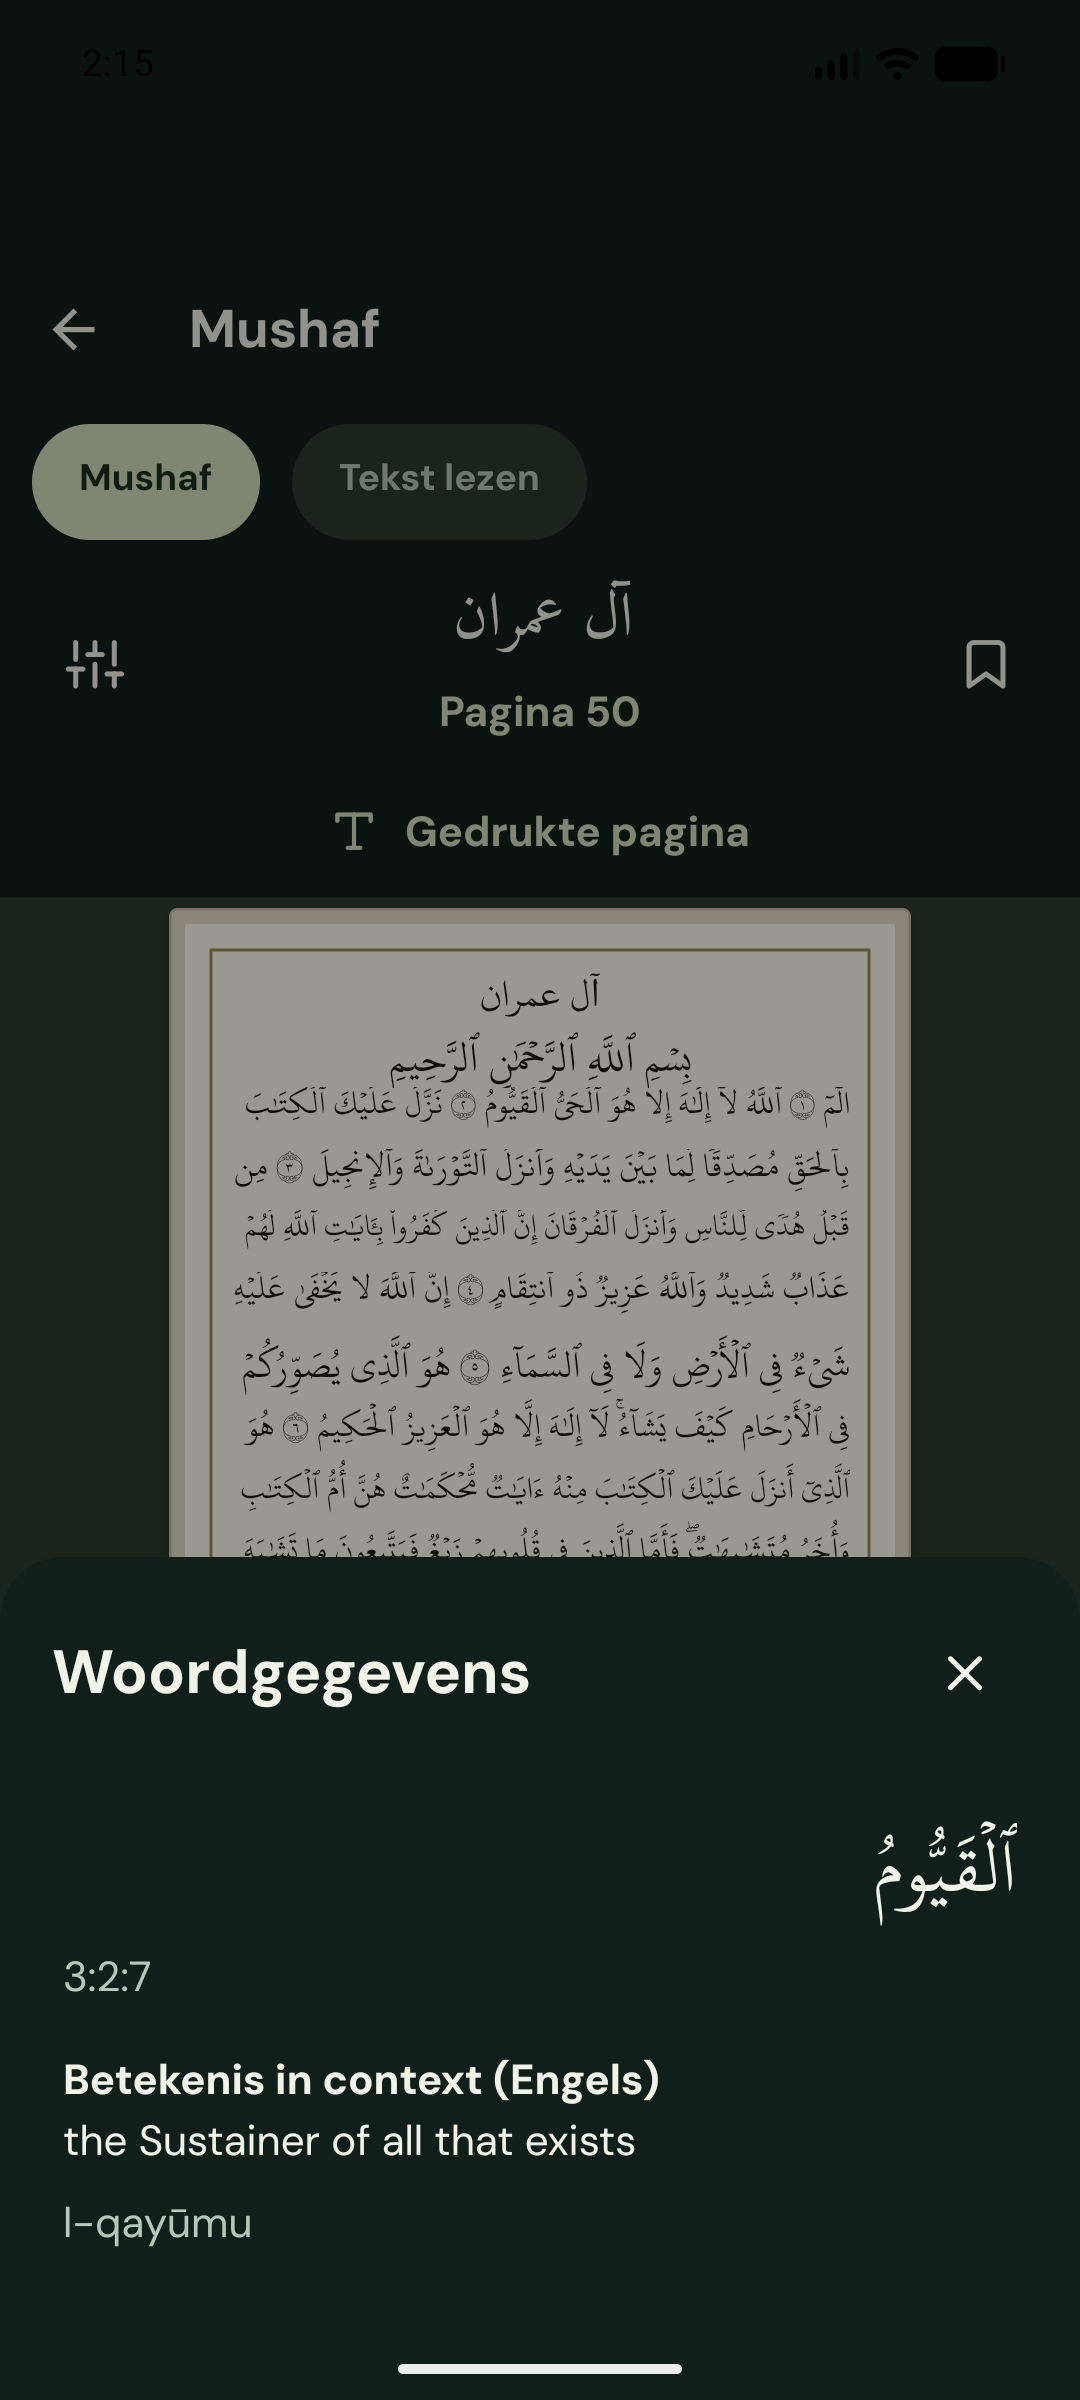 2:15
Mushaf
Mushaf
Tekst lezen
آل عمران
Pagina 50
Gedrukte pagina
آل عمران
بِسْمِ ٱللَّهِ ٱلرَّحْمَٰنِ ٱلرَّحِيمِ
الٓمٓ ١ ٱللَّهُ لَآ إِلَٰهَ إِلَّا هُوَ ٱلْحَىُّ ٱلْقَيُّومُ ٢ نَزَّلَ عَلَيْكَ ٱلْكِتَٰبَ
بِٱلْحَقِّ مُصَدِّقًا لِّمَا بَيْنَ يَدَيْهِ وَأَنزَلَ ٱلتَّوْرَىٰةَ وَٱلْإِنجِيلَ ٣ مِن
قَبْلُ هُدًى لِّلنَّاسِ وَأَنزَلَ ٱلْفُرْقَانَ إِنَّ ٱلَّذِينَ كَفَرُوا۟ بِـَٔايَٰتِ ٱللَّهِ لَهُمْ
عَذَابٌ شَدِيدٌ وَٱللَّهُ عَزِيزٌ ذُو ٱنتِقَامٍ ٤ إِنَّ ٱللَّهَ لَا يَخْفَىٰ عَلَيْهِ
شَىْءٌ فِى ٱلْأَرْضِ وَلَا فِى ٱلسَّمَآءِ ٥ هُوَ ٱلَّذِى يُصَوِّرُكُمْ
فِى ٱلْأَرْحَامِ كَيْفَ يَشَآءُ ۚ لَآ إِلَٰهَ إِلَّا هُوَ ٱلْعَزِيزُ ٱلْحَكِيمُ ٦ هُوَ
ٱلَّذِىٓ أَنزَلَ عَلَيْكَ ٱلْكِتَٰبَ مِنْهُ ءَايَٰتٌ مُّحْكَمَٰتٌ هُنَّ أُمُّ ٱلْكِتَٰبِ
وَأُخَرُ مُتَشَٰبِهَٰتٌ ۖ فَأَمَّا ٱلَّذِينَ فِى قُلُوبِهِمْ زَيْغٌ فَيَتَّبِعُونَ مَا تَشَٰبَهَ
Woordgegevens
ٱلْقَيُّومُ
3:2:7
Betekenis in context (Engels)
the Sustainer of all that exists
l-qayūmu